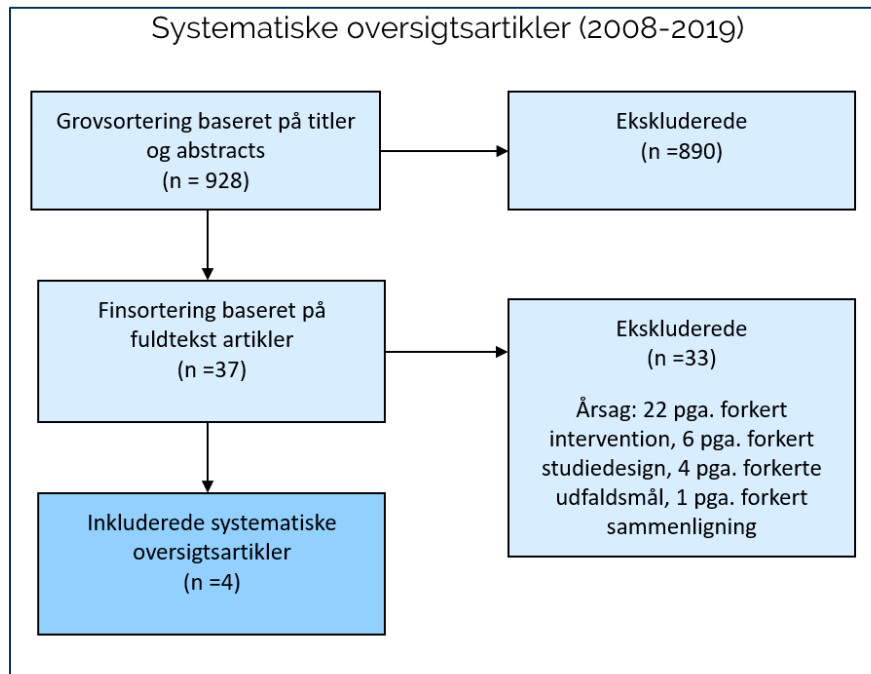 Systematiske oversigtsartikler (2008-2019)
Grovsortering baseret på titler
og abstracts
(n = 928)
Ekskluderede
(n =890)
Finsortering baseret på
fuldtekst artikler
(n =37)
Ekskluderede
(n =33)
Årsag: 22 pga. forkert
intervention, 6 pga. forkert
studiedesign, 4 pga. forkerte
udfaldsmål, 1 pga. forkert
sammenligning
Inkluderede systematiske
oversigtsartikler
(n =4)